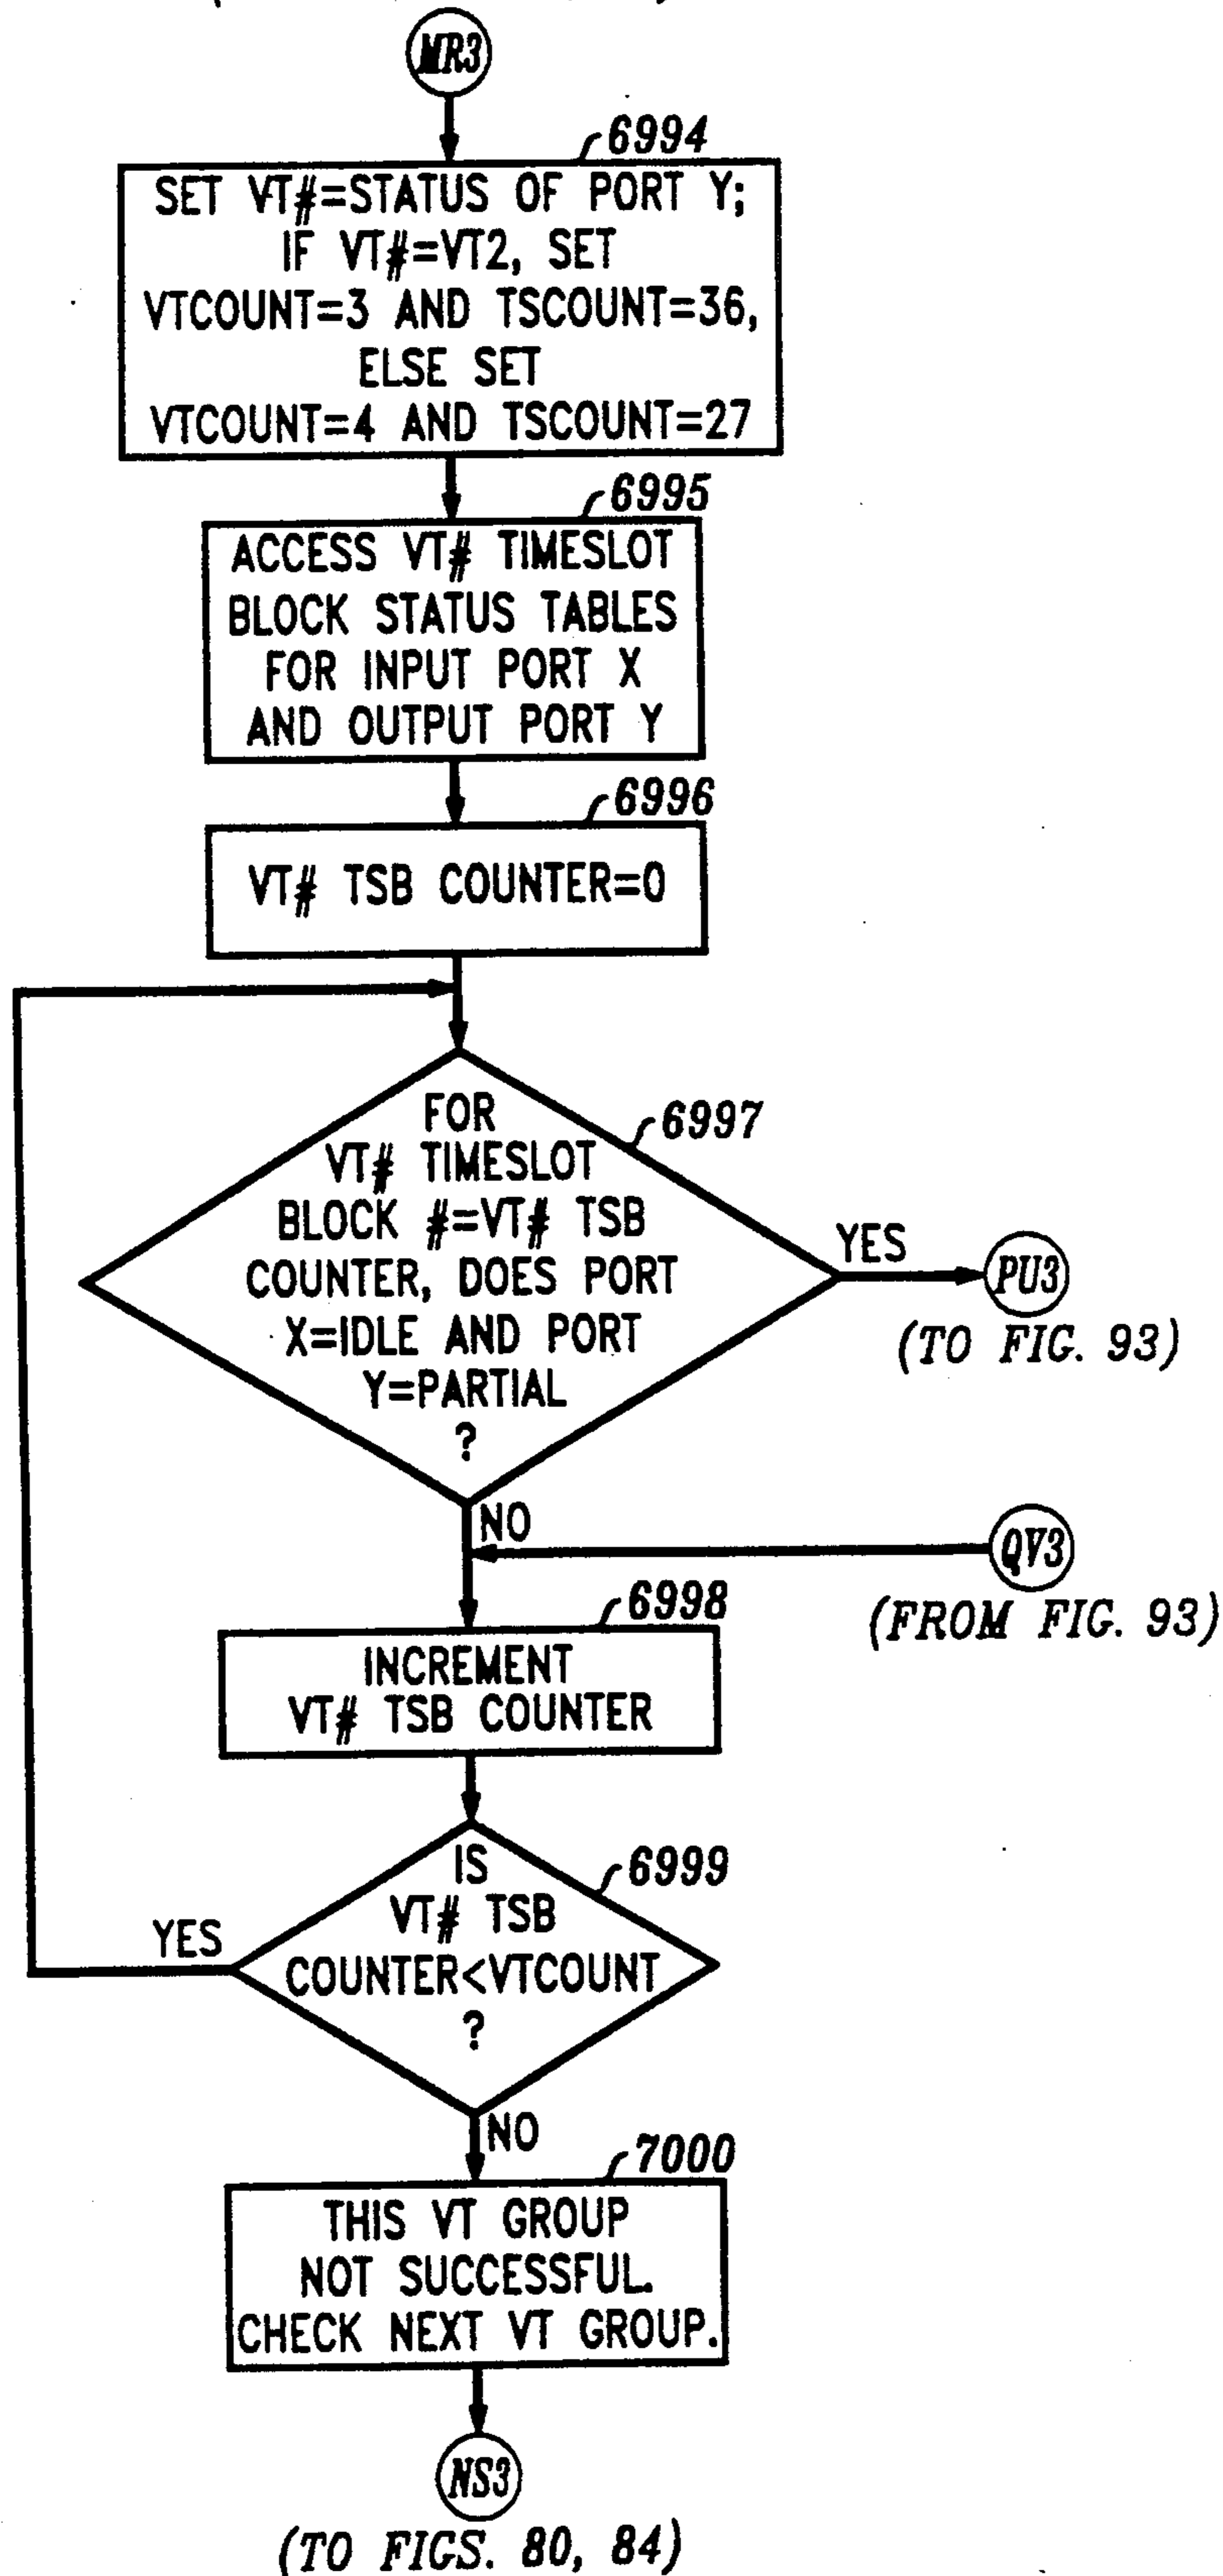 MR3
6994
SET VT#=STATUS OF PORT Y;
IF VT#=VT2, SET
VTCOUNT=3 AND TSCOUNT=36,
ELSE SET
VTCOUNT=4 AND TSCOUNT=27
6995
ACCESS VT# TIMESLOT
BLOCK STATUS TABLES
FOR INPUT PORT X
AND OUTPUT PORT Y
6996
VT# TSB COUNTER=0
6997
FOR
VT# TIMESLOT
BLOCK #=VT# TSB
COUNTER, DOES PORT
X=IDLE AND PORT
Y=PARTIAL
?
YES
PU3
(TO FIG. 93)
NO
QV3
(FROM FIG. 93)
6998
INCREMENT
VT# TSB COUNTER
6999
IS
VT# TSB
COUNTER<VTCOUNT
?
YES
NO
7000
THIS VT GROUP
NOT SUCCESSFUL.
CHECK NEXT VT GROUP.
NS3
(TO FIGS. 80, 84)